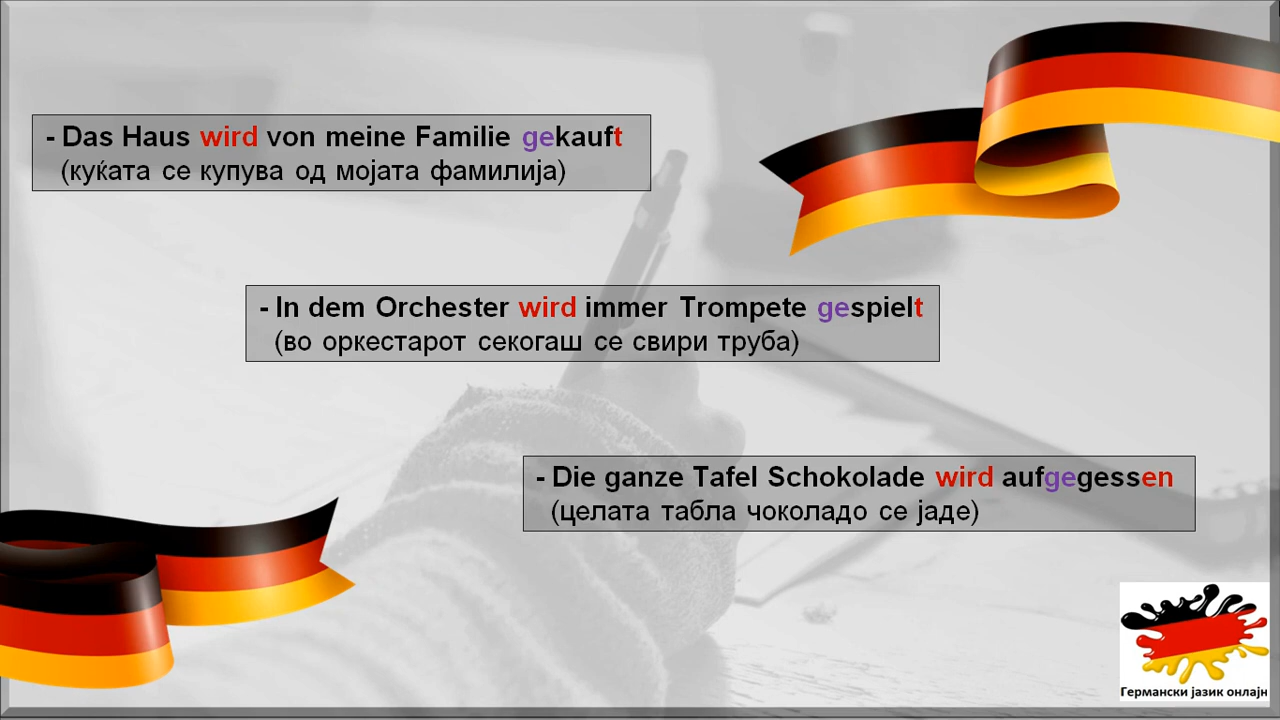 - Das Haus wird von meine Familie gekauft
(куќата се купува од мојата фамилија)
- In dem Orchester wird immer Trompete gespielt
(во оркестарот секогаш се свири труба)
- Die ganze Tafel Schokolade wird aufgegessen
(целата табла чоколадо се јаде)
Германски јазик онлајн